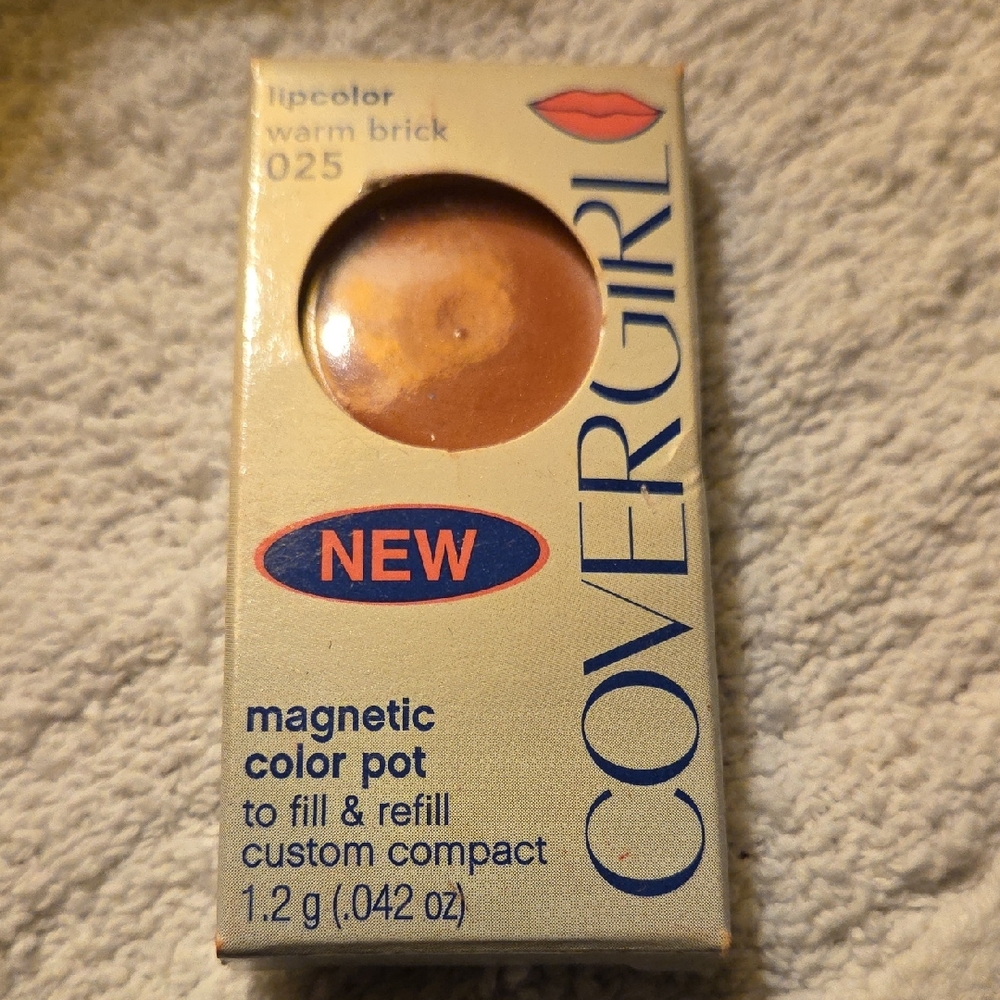 lipcolor
warm brick
025
COVERGIRL
NEW
magnetic
color pot
to fill & refill
custom compact
1.2 g (.042 oz)